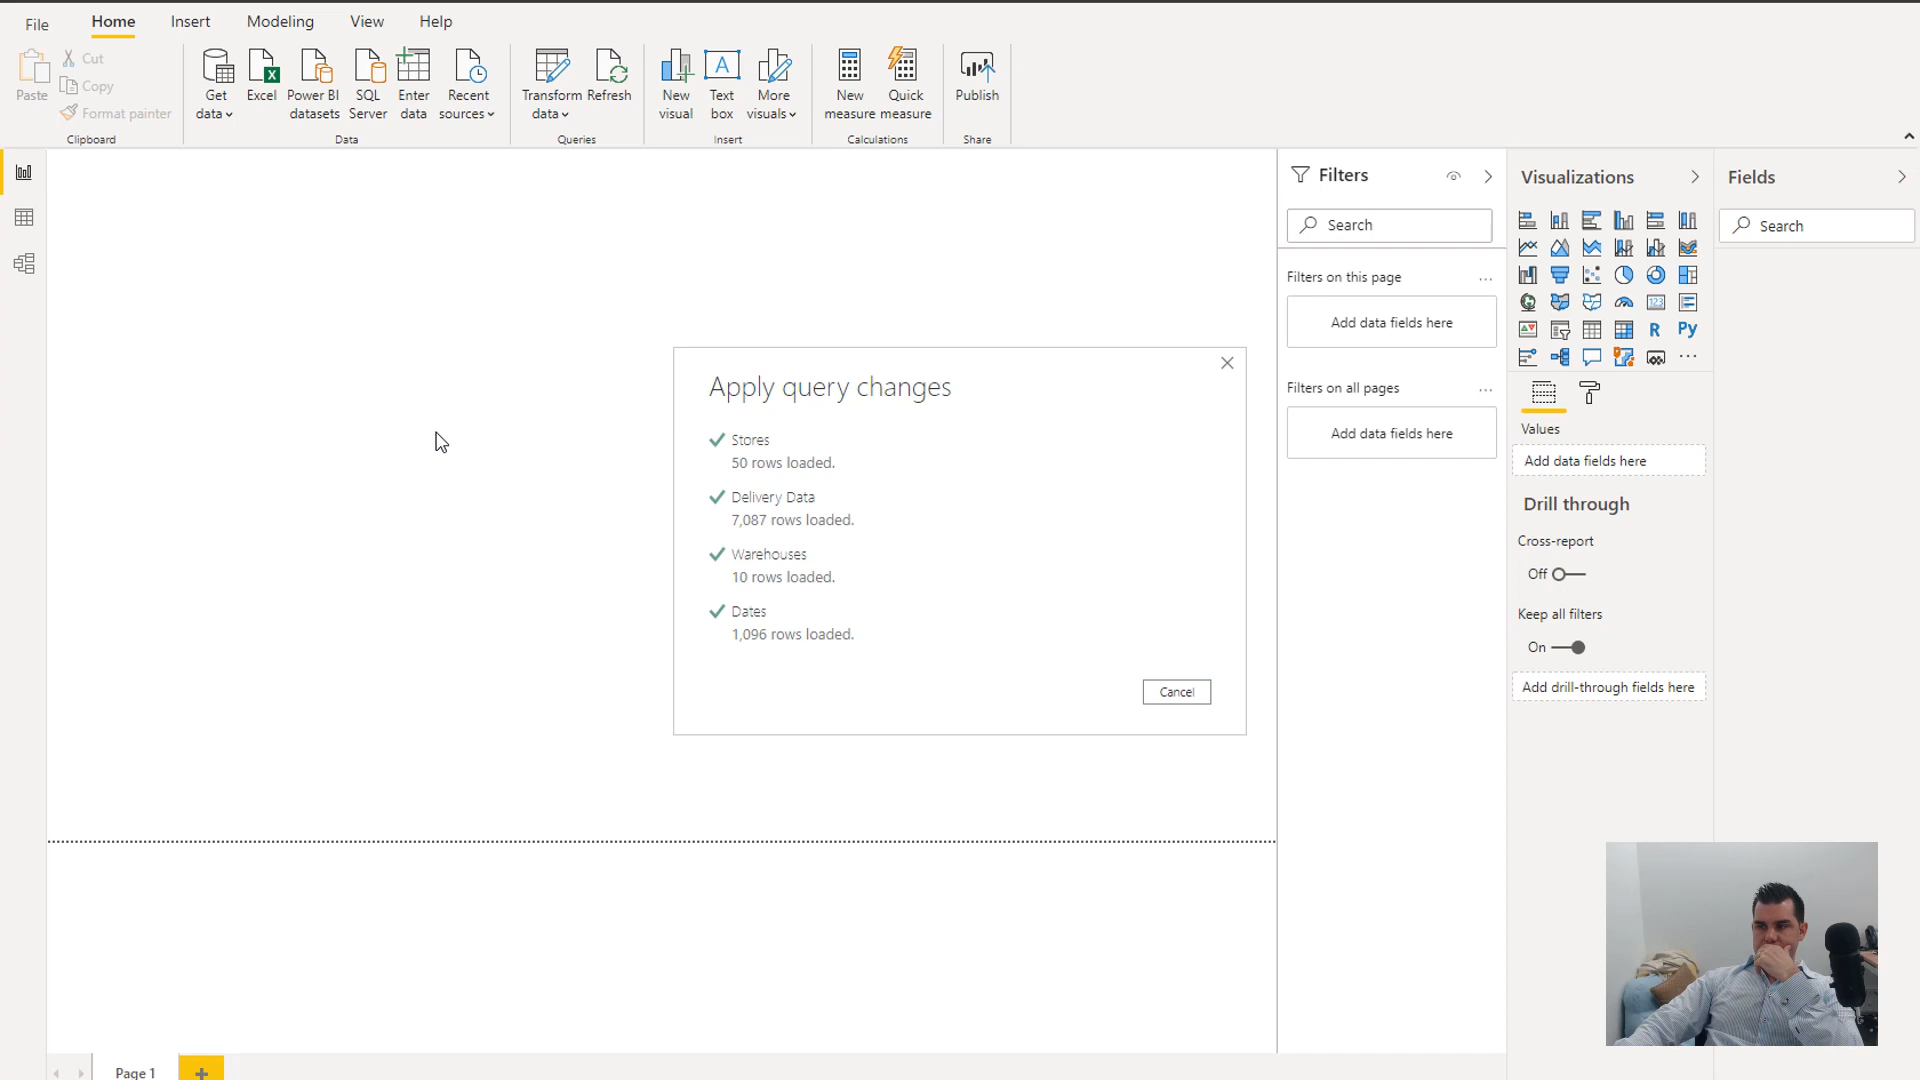 File
Home
Insert
Modeling
View
Help
Paste
Cut
Copy
Format painter
Clipboard
Get
data
Excel
Power BI
datasets
SQL
Server
Enter
data
Recent
sources
Data
Transform
data
Refresh
Queries
New
visual
Text
box
More
visuals
Insert
New
measure
Quick
measure
Calculations
Publish
Share
Filters
Search
Filters on this page
...
Add data fields here
Filters on all pages
...
Add data fields here
Visualizations
123
R
Py
Values
Add data fields here
Drill through
Cross-report
Off
Keep all filters
On
Add drill-through fields here
Fields
Search
Apply query changes
Stores
50 rows loaded.
Delivery Data
7,087 rows loaded.
Warehouses
10 rows loaded.
Dates
1,096 rows loaded.
Cancel
Page 1